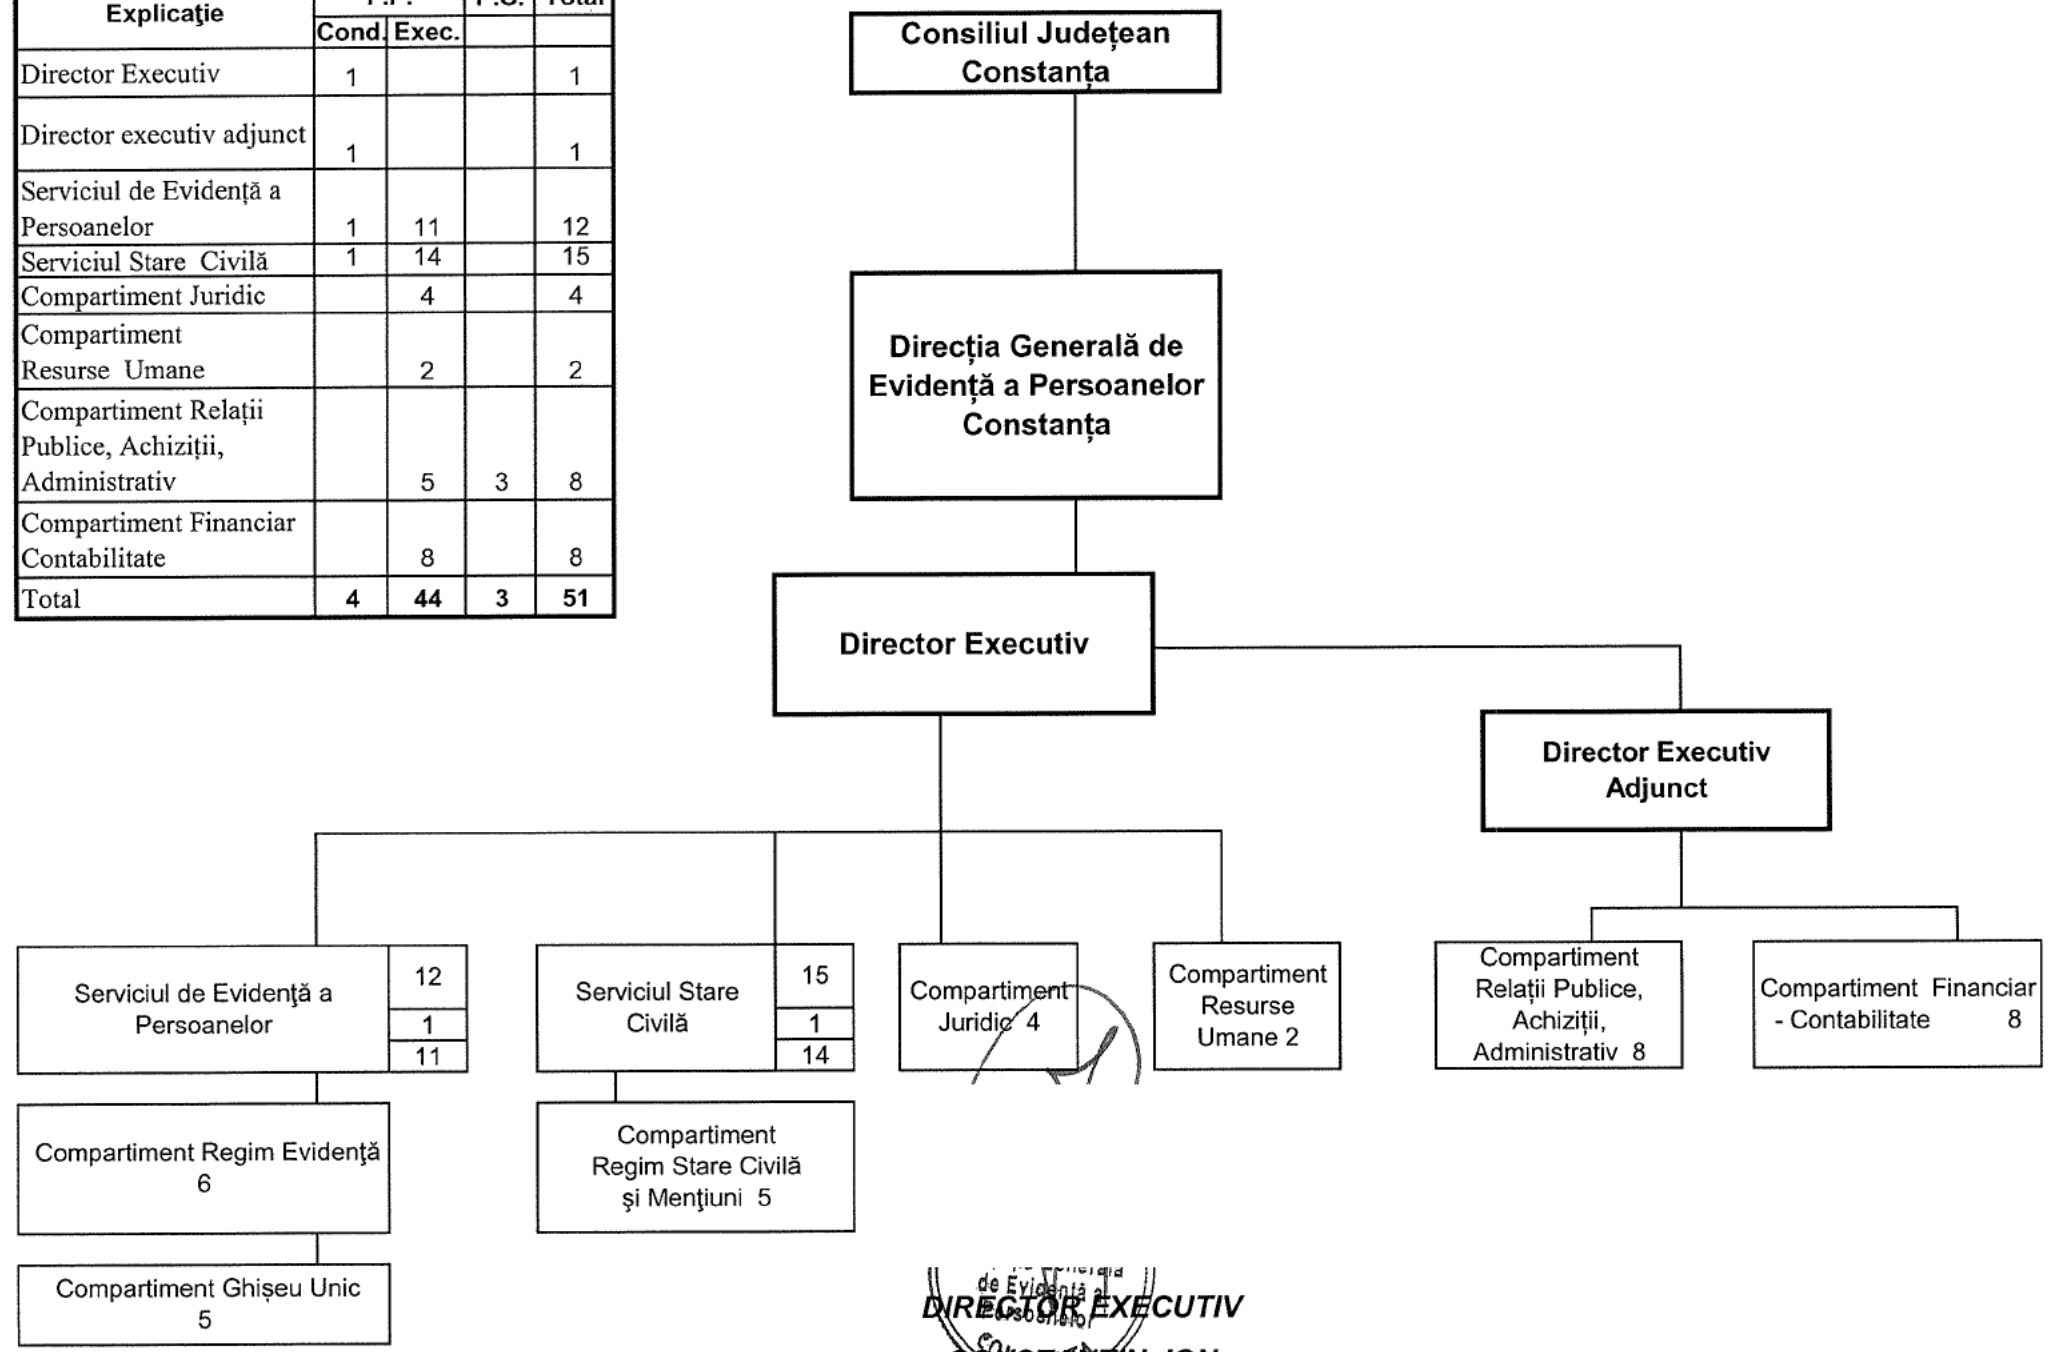 Explicaţie
Total
Cond. Exec.
Director Executiv 1 1
Director executiv adjunct 1 1
Serviciul de Evidență a
Persoanelor 1 11 12
Serviciul Stare Civilă 1 14 15
Compartiment Juridic 4 4
Compartiment
Resurse Umane 2 2
Compartiment Relații
Publice, Achiziții,
Administrativ 5 3 8
Compartiment Financiar
Contabilitate 8 8
Total 4 44 3 51
Consiliul Județean
Constanța
Direcția Generală de
Evidență a Persoanelor
Constanța
Director Executiv
Director Executiv
Adjunct
Serviciul de Evidenţă a
Persoanelor
12
1
11
Serviciul Stare
Civilă
15
1
14
Compartiment
Juridic 4
Compartiment
Resurse
Umane 2
Compartiment
Relații Publice,
Achiziții,
Administrativ 8
Compartiment Financiar
- Contabilitate 8
Compartiment Regim Evidenţă
6
Compartiment
Regim Stare Civilă
şi Menţiuni 5
Compartiment Ghișeu Unic
5
de Evidență a
Persoanelor
DIRECTOR EXECUTIV